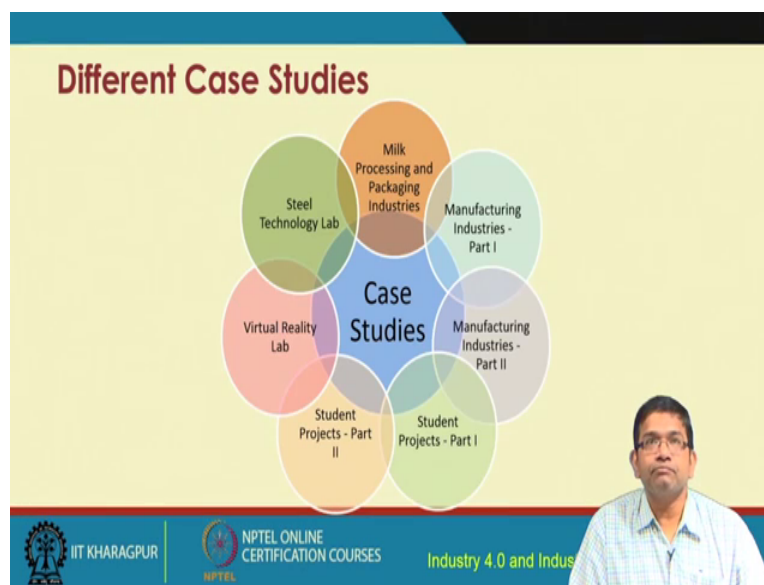 Different Case Studies
Milk
Processing and
Packaging
Industries
Manufacturing
Industries -
Part I
Manufacturing
Industries -
Part II
Student
Projects - Part I
Student
Projects - Part
II
Virtual Reality
Lab
Steel
Technology Lab
Case
Studies
IIT KHARAGPUR
NPTEL
NPTEL ONLINE
CERTIFICATION COURSES
Industry 4.0 and